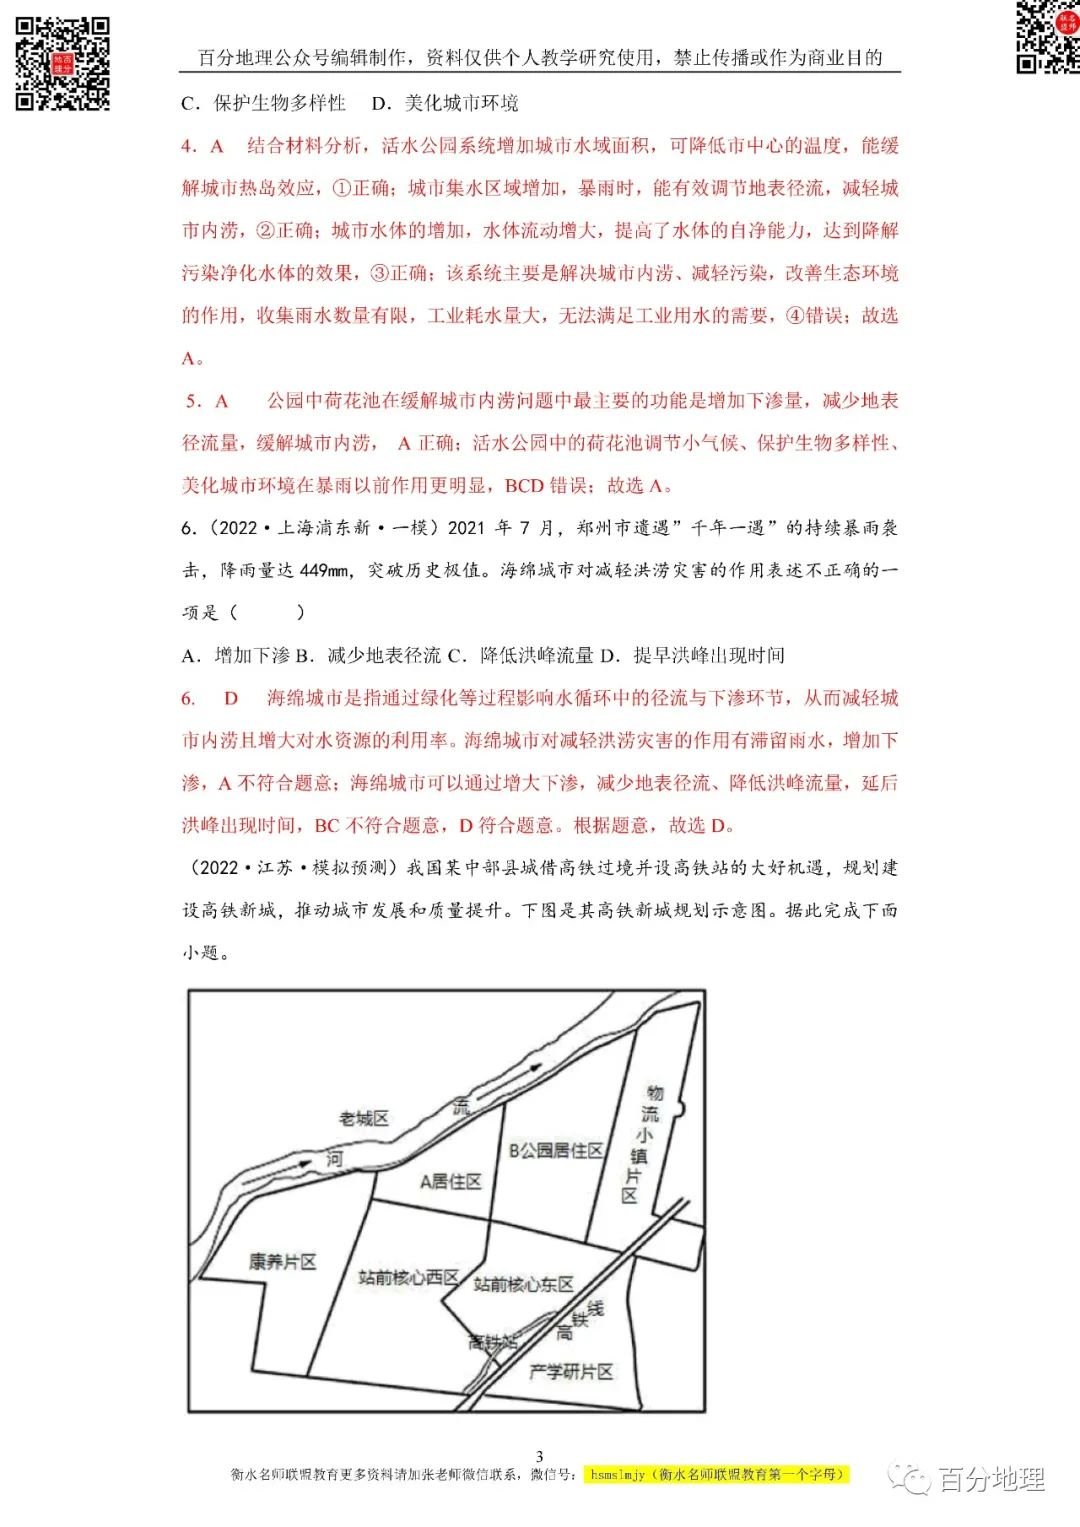 百分地理公众号编辑制作，资料仅供个人教学研究使用，禁止传播或作为商业目的
C．保护生物多样性 D．美化城市环境
4．A 结合材料分析，活水公园系统增加城市水域面积，可降低市中心的温度，能缓
解城市热岛效应，①正确；城市集水区域增加，暴雨时，能有效调节地表径流，减轻城
市内涝，②正确；城市水体的增加，水体流动增大，提高了水体的自净能力，达到降解
污染净化水体的效果，③正确；该系统主要是解决城市内涝、减轻污染，改善生态环境
的作用，收集雨水数量有限，工业耗水量大，无法满足工业用水的需要，④错误；故选
A。
5．A 公园中荷花池在缓解城市内涝问题中最主要的功能是增加下渗量，减少地表
径流量，缓解城市内涝， A 正确；活水公园中的荷花池调节小气候、保护生物多样性、
美化城市环境在暴雨以前作用更明显，BCD 错误；故选 A。
6．（2022·上海浦东新·一模）2021 年 7 月，郑州市遭遇”千年一遇”的持续暴雨袭
击，降雨量达 449mm，突破历史极值。海绵城市对减轻洪涝灾害的作用表述不正确的一
项是（ ）
A．增加下渗 B．减少地表径流 C．降低洪峰流量 D．提早洪峰出现时间
6. D 海绵城市是指通过绿化等过程影响水循环中的径流与下渗环节，从而减轻城
市内涝且增大对水资源的利用率。海绵城市对减轻洪涝灾害的作用有滞留雨水，增加下
渗，A 不符合题意；海绵城市可以通过增大下渗，减少地表径流、降低洪峰流量，延后
洪峰出现时间，BC 不符合题意，D 符合题意。根据题意，故选 D。
（2022·江苏·模拟预测）我国某中部县城借高铁过境并设高铁站的大好机遇，规划建
设高铁新城，推动城市发展和质量提升。下图是其高铁新城规划示意图。据此完成下面
小题。
老城区
河
流
物流小镇片区
B公园居住区
A居住区
康养片区
站前核心西区
站前核心东区
高铁线
高铁站
产学研片区
3
衡水名师联盟教育更多资料请加张老师微信联系，微信号： hsmslmjy（衡水名师联盟教育第一个字母）
百分地理